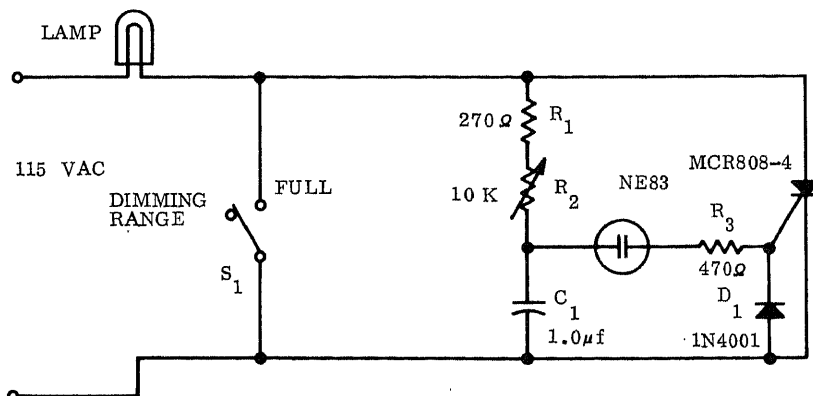 LAMP
115 VAC
DIMMING
RANGE
FULL
S1
270Ω
R1
10 K
R2
NE83
MCR808-4
R3
470Ω
C1
1.0μf
D1
1N4001